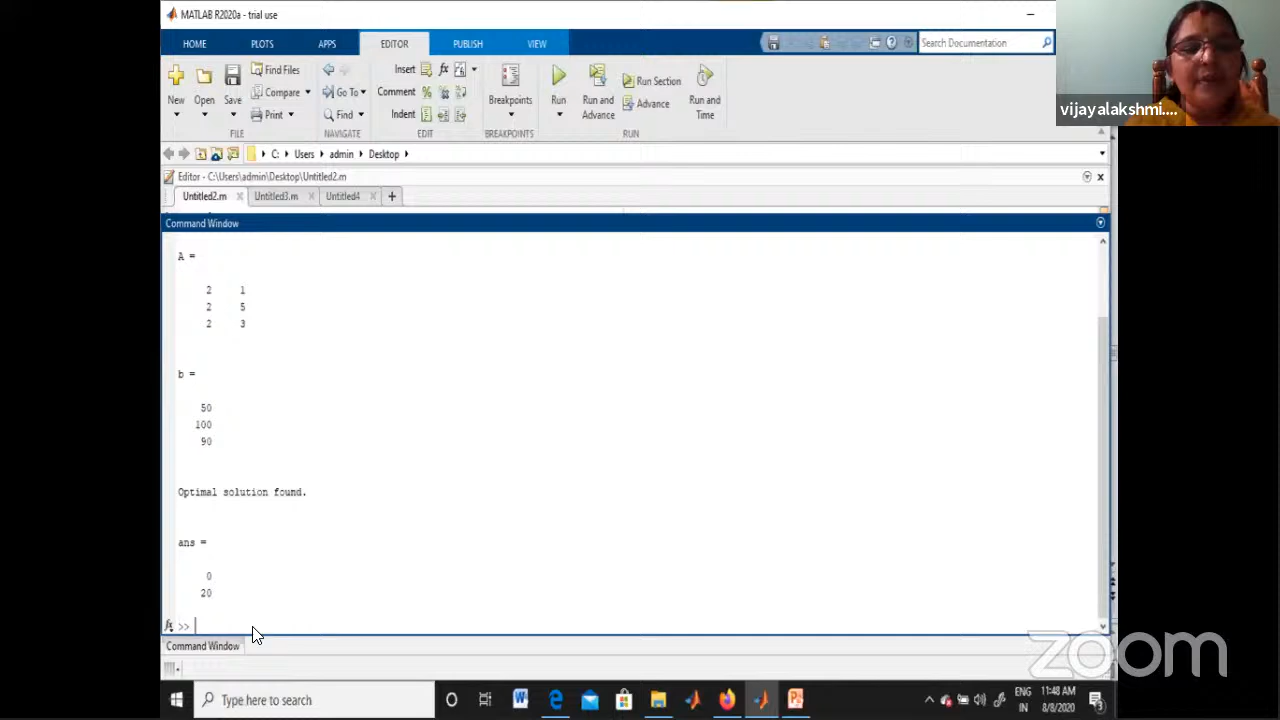 MATLAB R2020a - trial use
HOME PLOTS APPS EDITOR PUBLISH VIEW
Search Documentation
vijayalakshmi....
New Open Save
Find Files
Compare
Print
Go To
Find
Insert
Comment
Indent
Breakpoints
Run
Run and Advance
Run Section
Advance
Run and Time
FILE NAVIGATE EDIT BREAKPOINTS RUN
C: Users admin Desktop
Editor - C:\Users\admin\Desktop\Untitled2.m
Untitled2.m Untitled3.m Untitled4 +
Command Window
A =
2 1
2 5
2 3
b =
50
100
90
Optimal solution found.
ans =
0
20
fx >>
Command Window
zoom
Type here to search
ENG 11:48 AM
IN 8/8/2020